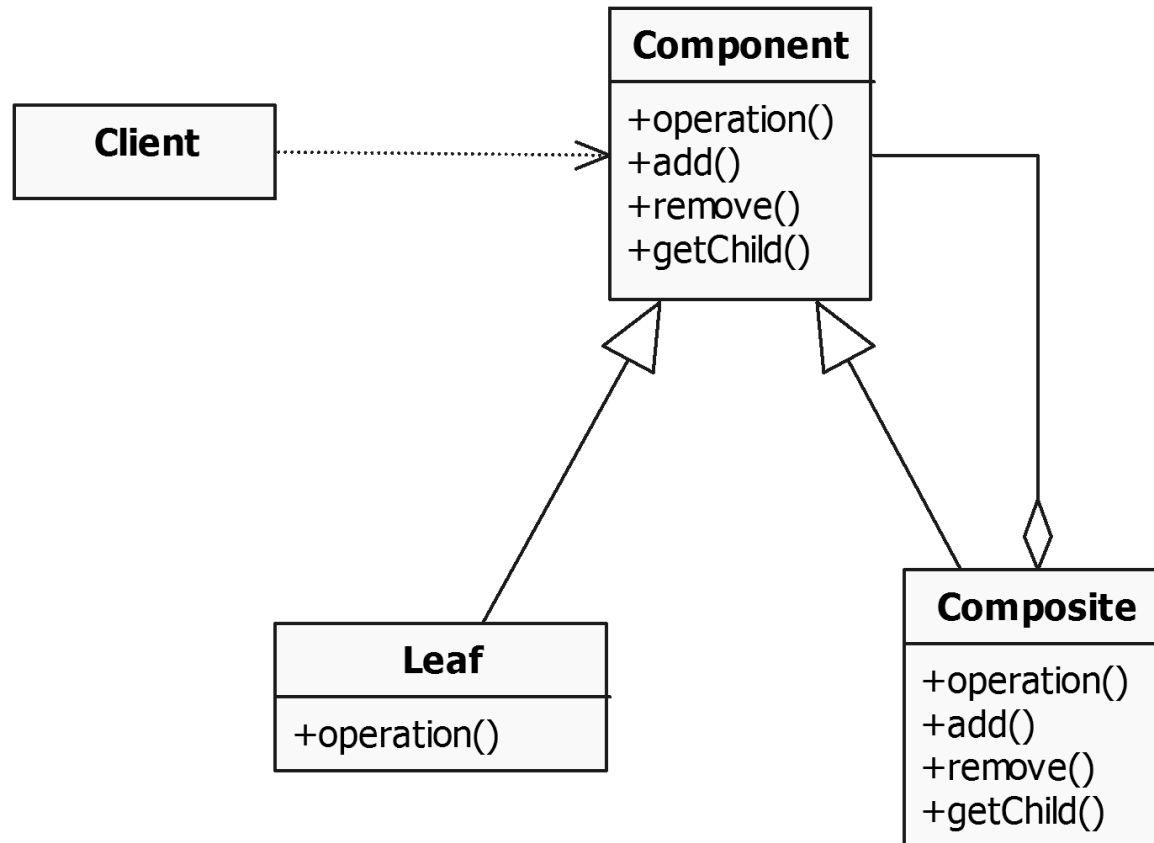 Component
+operation()
+add()
+remove()
+getChild()
Client
Leaf
+operation()
Composite
+operation()
+add()
+remove()
+getChild()